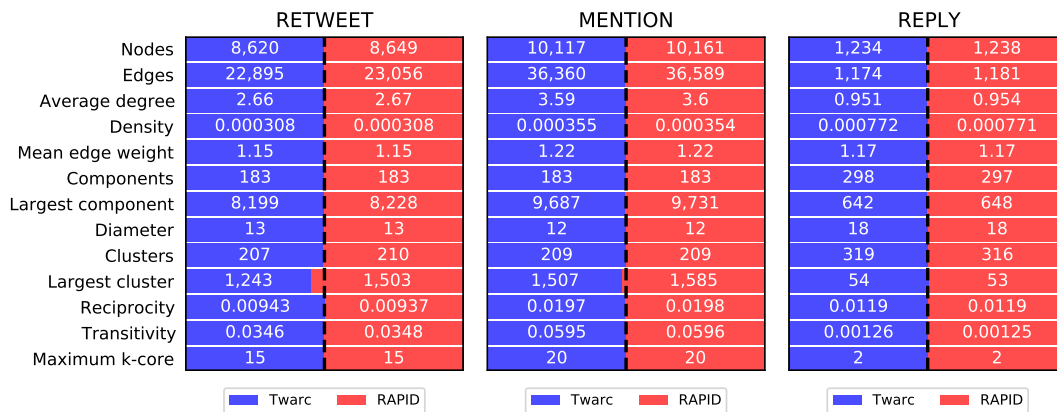 RETWEET MENTION REPLY
Nodes 8,620 8,649 10,117 10,161 1,234 1,238
Edges 22,895 23,056 36,360 36,589 1,174 1,181
Average degree 2.66 2.67 3.59 3.6 0.951 0.954
Density 0.000308 0.000308 0.000355 0.000354 0.000772 0.000771
Mean edge weight 1.15 1.15 1.22 1.22 1.17 1.17
Components 183 183 183 183 298 297
Largest component 8,199 8,228 9,687 9,731 642 648
Diameter 13 13 12 12 18 18
Clusters 207 210 209 209 319 316
Largest cluster 1,243 1,503 1,507 1,585 54 53
Reciprocity 0.00943 0.00937 0.0197 0.0198 0.0119 0.0119
Transitivity 0.0346 0.0348 0.0595 0.0596 0.00126 0.00125
Maximum k-core 15 15 20 20 2 2
Twarc RAPID Twarc RAPID Twarc RAPID